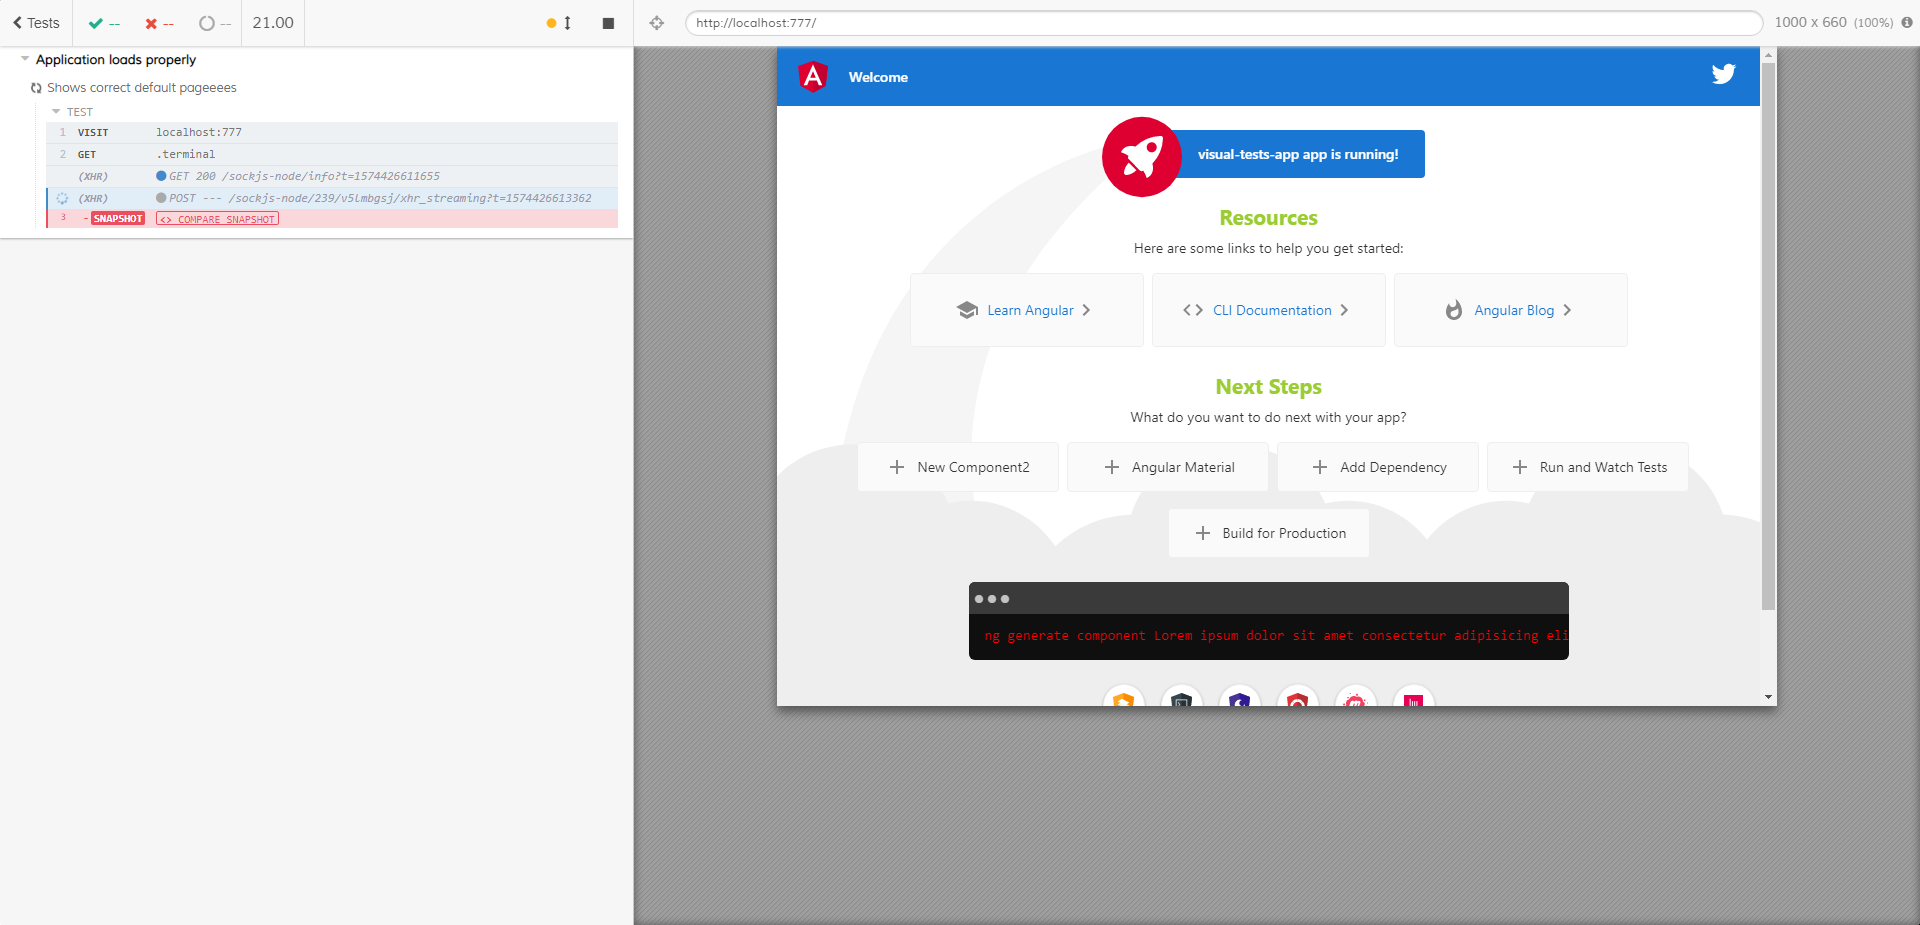 Tests -- -- -- 21.00
http://localhost:777/ 1000 x 660 (100%)
Application loads properly
Shows correct default pageeees
TEST
1 VISIT localhost:777
2 GET .terminal
(XHR) GET 200 /sockjs-node/info?t=1574426611655
(XHR) POST --- /sockjs-node/239/v5lmbgsj/xhr_streaming?t=1574426613362
3 -SNAPSHOT <> COMPARE SNAPSHOT
Welcome
visual-tests-app app is running!
Resources
Here are some links to help you get started:
Learn Angular
CLI Documentation
Angular Blog
Next Steps
What do you want to do next with your app?
New Component2
Angular Material
Add Dependency
Run and Watch Tests
Build for Production
ng generate component Lorem ipsum dolor sit amet consectetur adipisicing eli